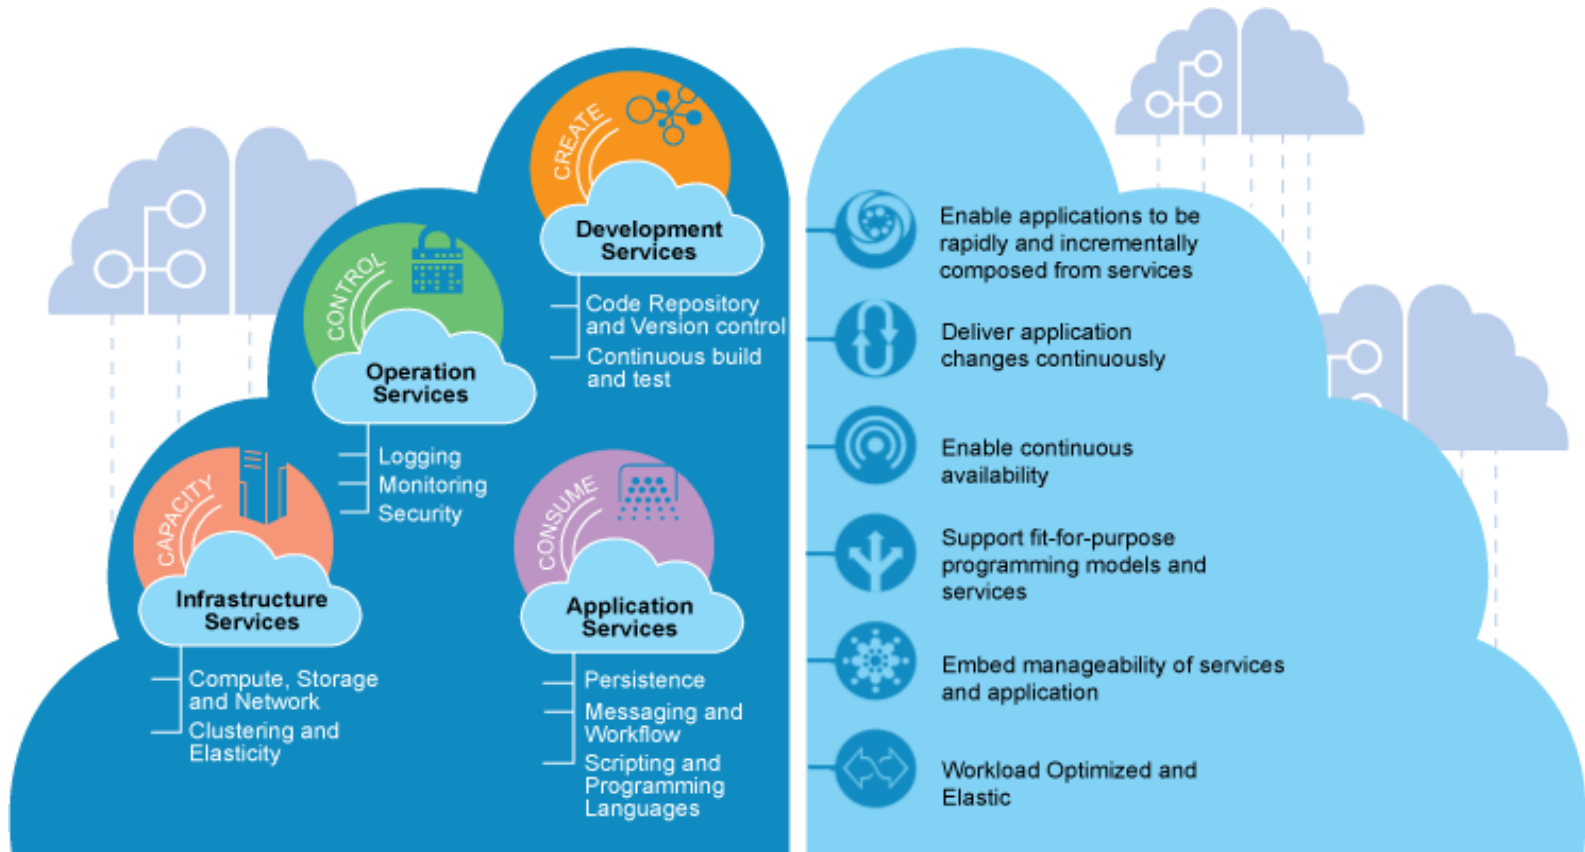 CREATE
Development
Services
Code Repository
and Version control
Continuous build
and test
CONTROL
Operation
Services
Logging
Monitoring
Security
CAPACITY
Infrastructure
Services
Compute, Storage
and Network
Clustering and
Elasticity
CONSUME
Application
Services
Persistence
Messaging and
Workflow
Scripting and
Programming
Languages
Enable applications to be
rapidly and incrementally
composed from services
Deliver application
changes continuously
Enable continuous
availability
Support fit-for-purpose
programming models and
services
Embed manageability of services
and application
Workload Optimized and
Elastic